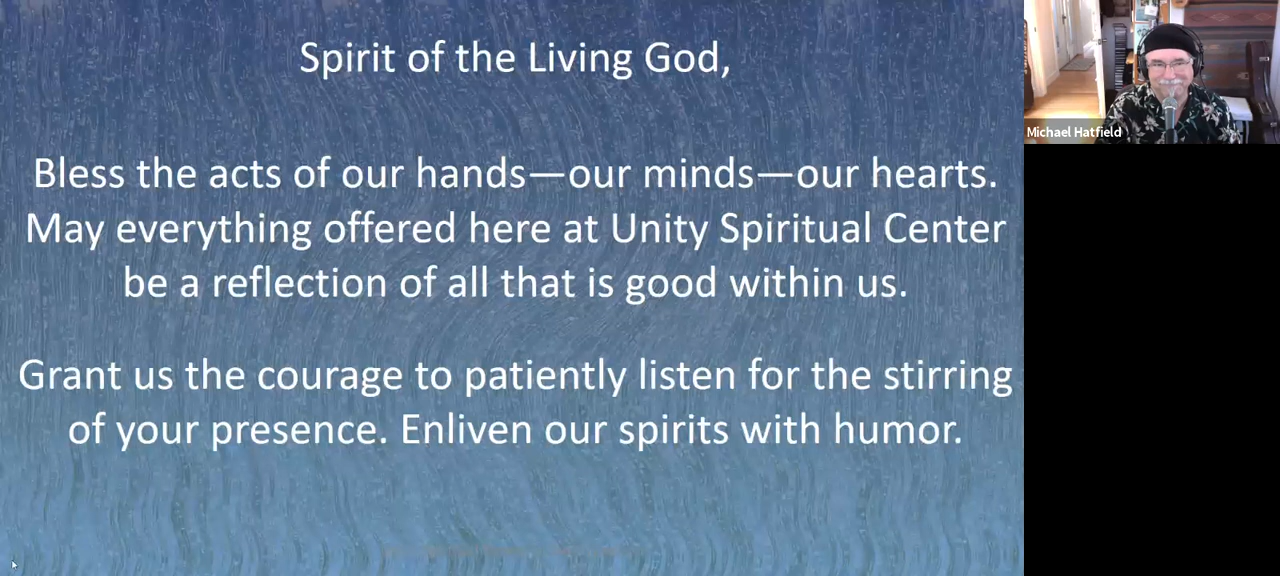 Spirit of the Living God,
Bless the acts of our hands—our minds—our hearts.
May everything offered here at Unity Spiritual Center
be a reflection of all that is good within us.
Grant us the courage to patiently listen for the stirring
of your presence. Enliven our spirits with humor.
Michael Hatfield